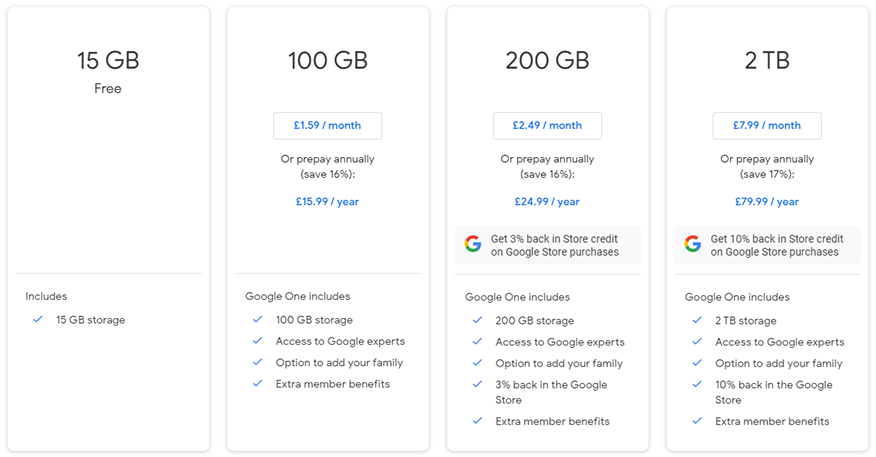 15 GB
Free
Includes
15 GB storage
100 GB
£1.59 / month
Or prepay annually
(save 16%):
£15.99 / year
Google One includes
100 GB storage
Access to Google experts
Option to add your family
Extra member benefits
200 GB
£2.49 / month
Or prepay annually
(save 16%):
£24.99 / year
Get 3% back in Store credit
on Google Store purchases
Google One includes
200 GB storage
Access to Google experts
Option to add your family
3% back in the Google
Store
Extra member benefits
2 TB
£7.99 / month
Or prepay annually
(save 17%):
£79.99 / year
Get 10% back in Store credit
on Google Store purchases
Google One includes
2 TB storage
Access to Google experts
Option to add your family
10% back in the Google
Store
Extra member benefits